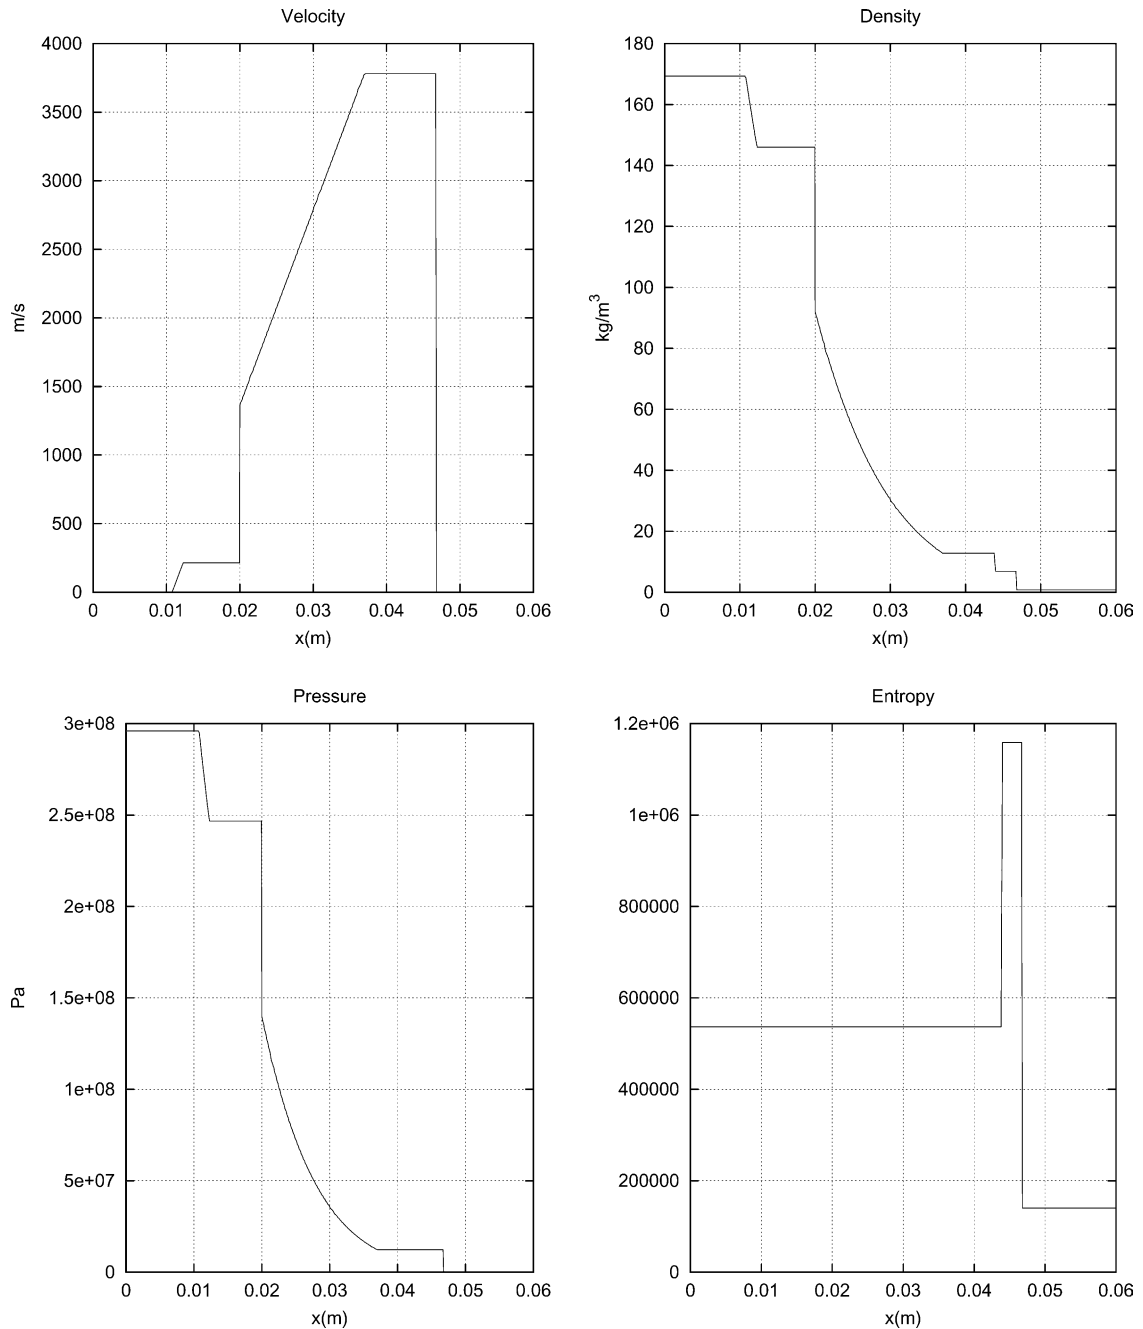 Velocity
4000
3500
3000
2500
2000
1500
1000
500
0
m/s
0 0.01 0.02 0.03 0.04 0.05 0.06
x(m)
Density
180
160
140
120
100
80
60
40
20
0
kg/m³
0 0.01 0.02 0.03 0.04 0.05 0.06
x(m)
Pressure
3e+08
2.5e+08
2e+08
1.5e+08
1e+08
5e+07
0
Pa
0 0.01 0.02 0.03 0.04 0.05 0.06
x(m)
Entropy
1.2e+06
1e+06
800000
600000
400000
200000
0
0 0.01 0.02 0.03 0.04 0.05 0.06
x(m)